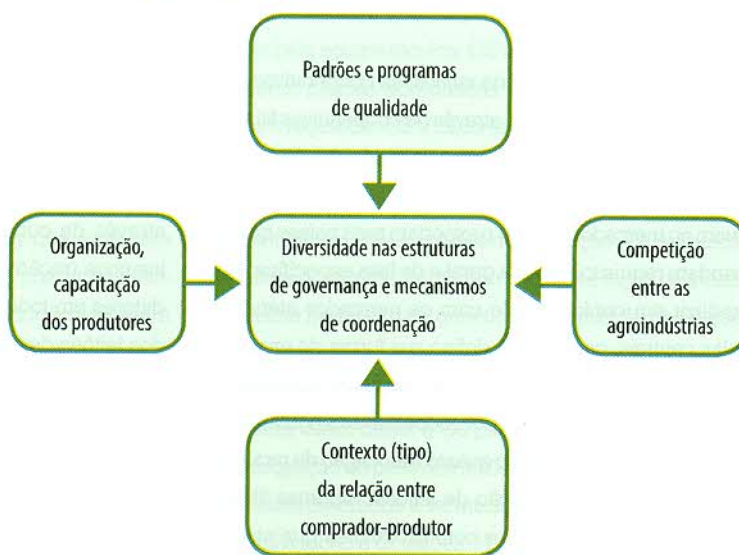 Padrões e programas
de qualidade
Organização,
capacitação
dos produtores
Diversidade nas estruturas
de governança e mecanismos
de coordenação
Competição
entre as
agroindústrias
Contexto (tipo)
da relação entre
comprador-produtor